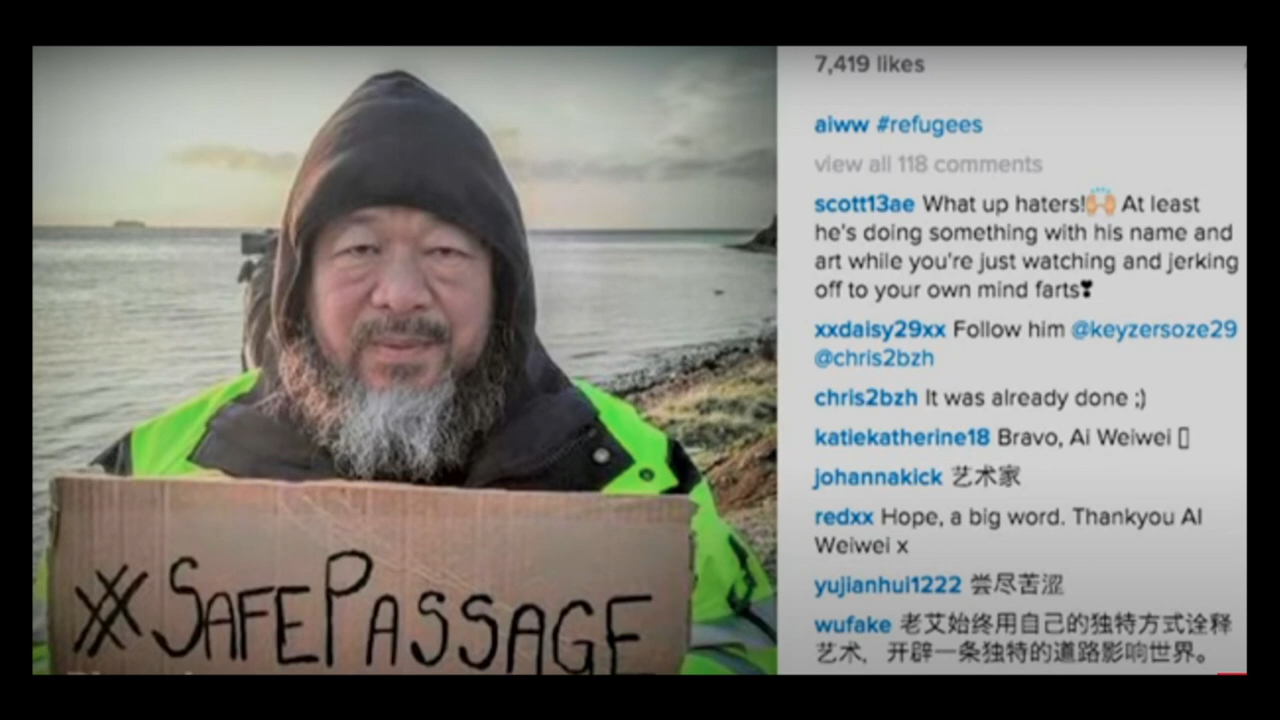 #SAFEPASSAGE
7,419 likes
aiww #refugees
view all 118 comments
scott13ae What up haters!🙌🏼 At least
he's doing something with his name and
art while you're just watching and jerking
off to your own mind farts❣
xxdaisy29xx Follow him @keyzersoze29
@chris2bzh
chris2bzh It was already done ;)
katiekatherine18 Bravo, Ai Weiwei ▯
johannakick 艺术家
redxx Hope, a big word. Thankyou AI
Weiwei x
yujianhui1222 尝尽苦涩
wufake 老艾始终用自己的独特方式诠释
艺术，开辟一条独特的道路影响世界。